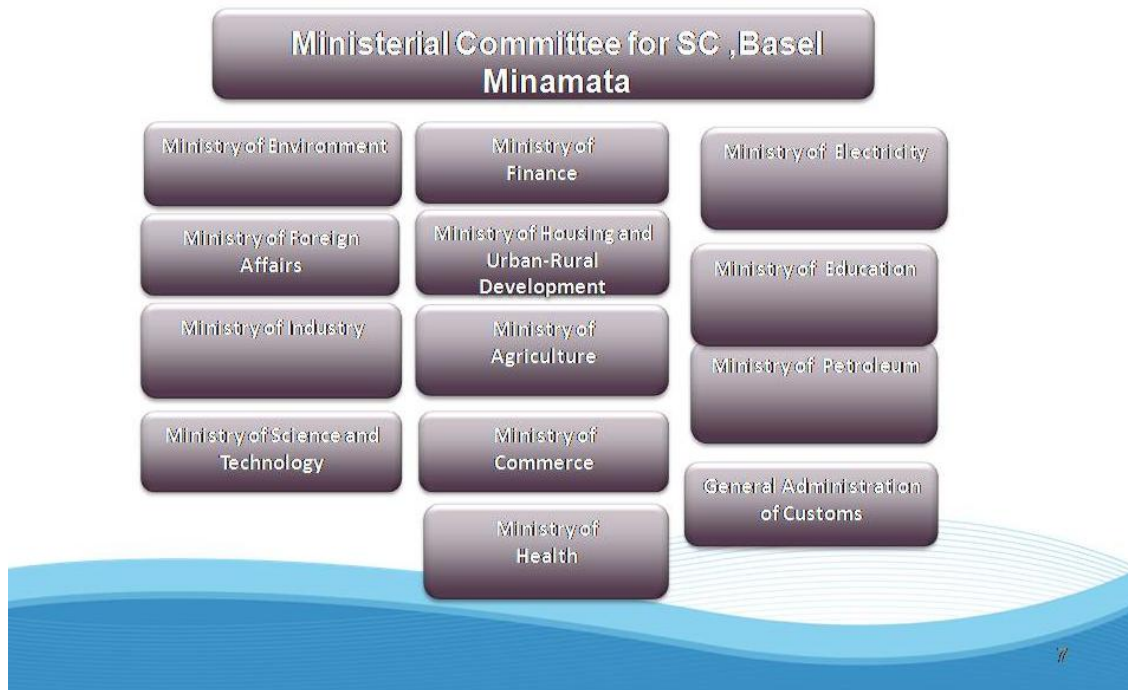 Ministerial Committee for SC ,Basel
Minamata
Ministry of Environment
Ministry of Foreign
Affairs
Ministry of Industry
Ministry of Science and
Technology
Ministry of
Finance
Ministry of Housing and
Urban-Rural
Development
Ministry of
Agriculture
Ministry of
Commerce
Ministry of
Health
Ministry of Electricity
Ministry of Education
Ministry of Petroleum
General Administration
of Customs
7